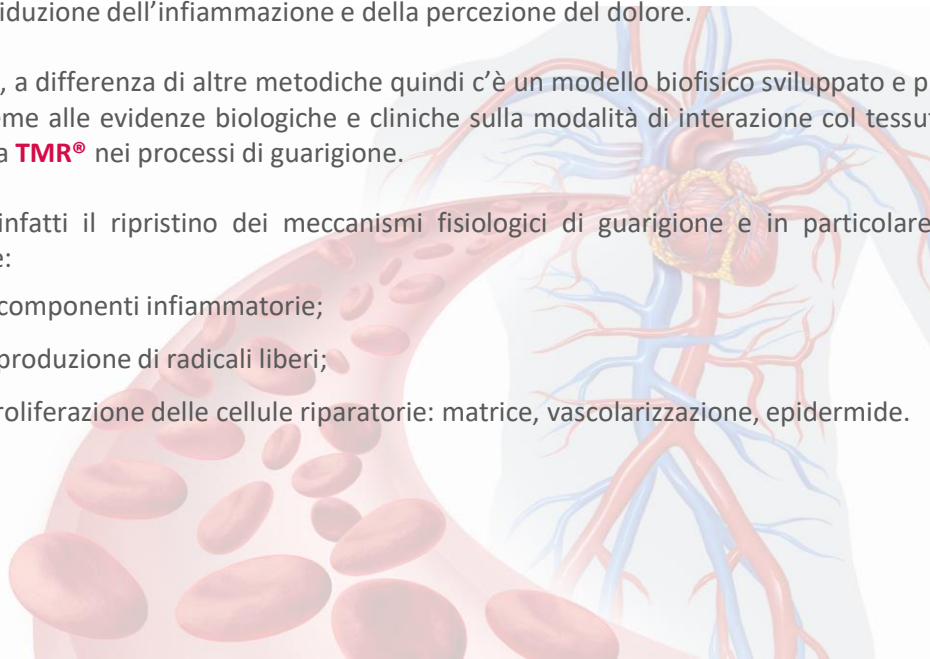 iduzione dell’infiammazione e della percezione del dolore.
, a differenza di altre metodiche quindi c’è un modello biofisico sviluppato e p
eme alle evidenze biologiche e cliniche sulla modalità di interazione col tessu
a TMR® nei processi di guarigione.
infatti il ripristino dei meccanismi fisiologici di guarigione e in particolare
e:
componenti infiammatorie;
produzione di radicali liberi;
roliferazione delle cellule riparatorie: matrice, vascolarizzazione, epidermide.